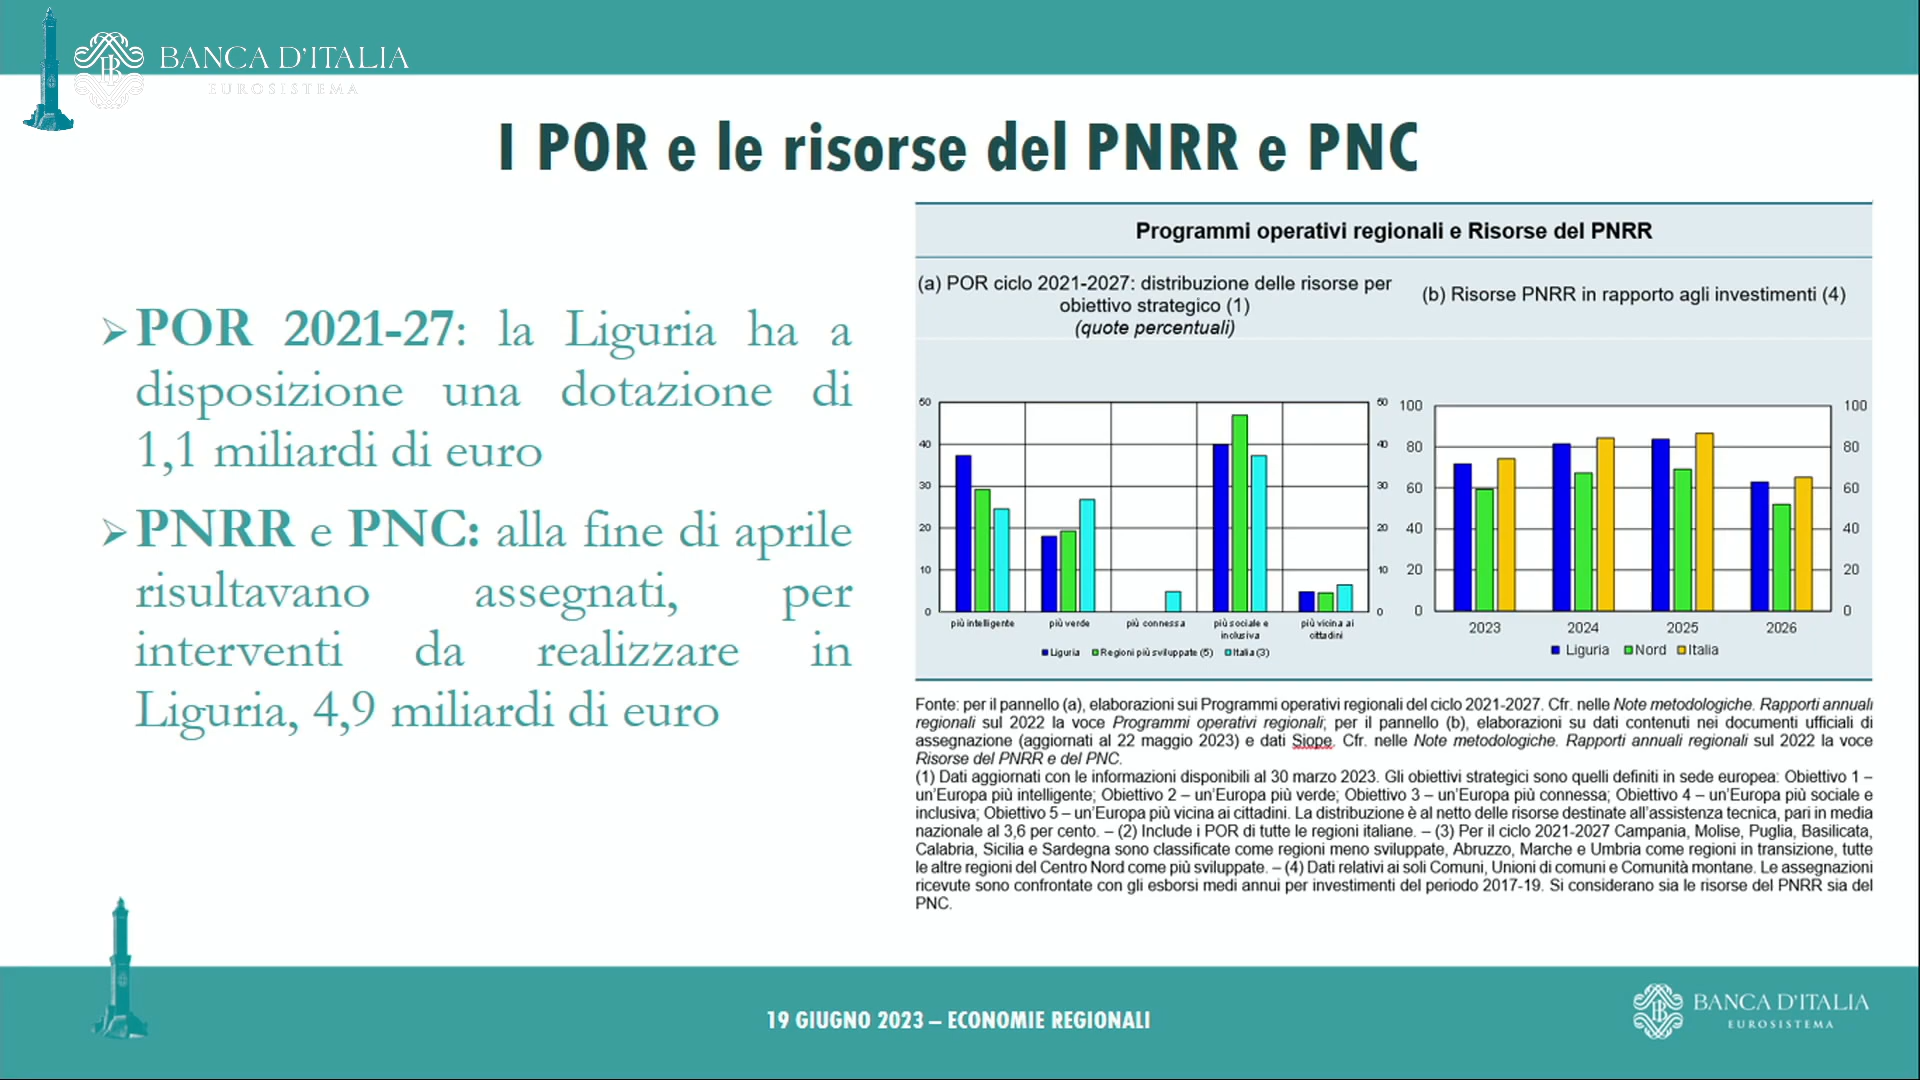 BANCA D'ITALIA
EUROSISTEMA
I POR e le risorse del PNRR e PNC
➢POR 2021-27: la Liguria ha a
disposizione una dotazione di
1,1 miliardi di euro
➢PNRR e PNC: alla fine di aprile
risultavano assegnati, per
interventi da realizzare in
Liguria, 4,9 miliardi di euro
Programmi operativi regionali e Risorse del PNRR
(a) POR ciclo 2021-2027: distribuzione delle risorse per
obiettivo strategico (1)
(quote percentuali)
50 50
40 40
30 30
20 20
10 10
0 0
più intelligente più verde più connessa più sociale e inclusiva più vicina ai cittadini
Liguria Regioni più sviluppate (5) Italia (3)
(b) Risorse PNRR in rapporto agli investimenti (4)
100 100
80 80
60 60
40 40
20 20
0 0
2023 2024 2025 2026
Liguria Nord Italia
Fonte: per il pannello (a), elaborazioni sui Programmi operativi regionali del ciclo 2021-2027. Cfr. nelle Note metodologiche. Rapporti annuali
regionali sul 2022 la voce Programmi operativi regionali; per il pannello (b), elaborazioni su dati contenuti nei documenti ufficiali di
assegnazione (aggiornati al 22 maggio 2023) e dati Siope. Cfr. nelle Note metodologiche. Rapporti annuali regionali sul 2022 la voce
Risorse del PNRR e del PNC.
(1) Dati aggiornati con le informazioni disponibili al 30 marzo 2023. Gli obiettivi strategici sono quelli definiti in sede europea: Obiettivo 1 –
un'Europa più intelligente; Obiettivo 2 – un'Europa più verde; Obiettivo 3 – un'Europa più connessa; Obiettivo 4 – un'Europa più sociale e
inclusiva; Obiettivo 5 – un'Europa più vicina ai cittadini. La distribuzione è al netto delle risorse destinate all'assistenza tecnica, pari in media
nazionale al 3,6 per cento. – (2) Include i POR di tutte le regioni italiane. – (3) Per il ciclo 2021-2027 Campania, Molise, Puglia, Basilicata,
Calabria, Sicilia e Sardegna sono classificate come regioni meno sviluppate, Abruzzo, Marche e Umbria come regioni in transizione, tutte
le altre regioni del Centro Nord come più sviluppate. – (4) Dati relativi ai soli Comuni, Unioni di comuni e Comunità montane. Le assegnazioni
ricevute sono confrontate con gli esborsi medi annui per investimenti del periodo 2017-19. Si considerano sia le risorse del PNRR sia del
PNC.
19 GIUGNO 2023 – ECONOMIE REGIONALI
BANCA D'ITALIA
EUROSISTEMA